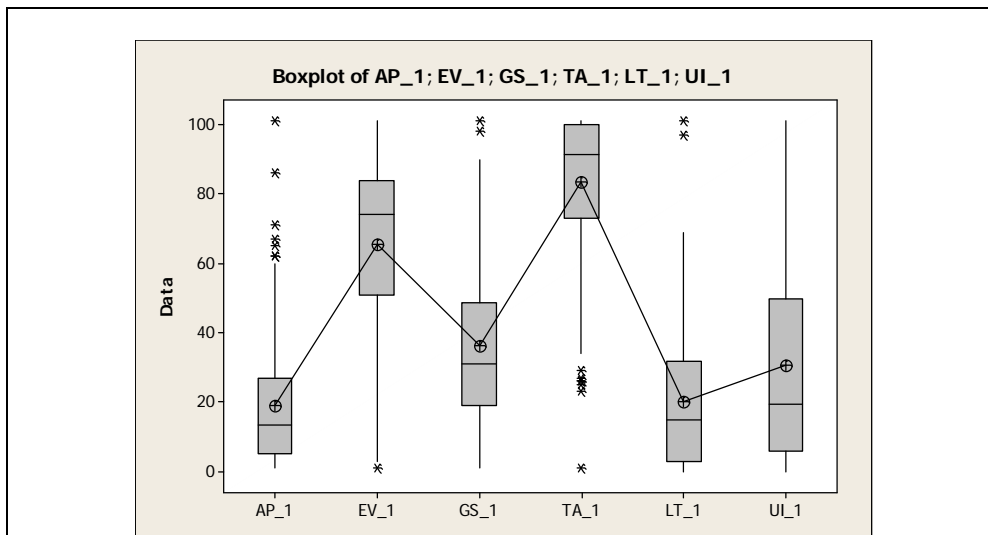 Boxplot of AP_1; EV_1; GS_1; TA_1; LT_1; UI_1
100
80
60
40
20
0
Data
AP_1 EV_1 GS_1 TA_1 LT_1 UI_1